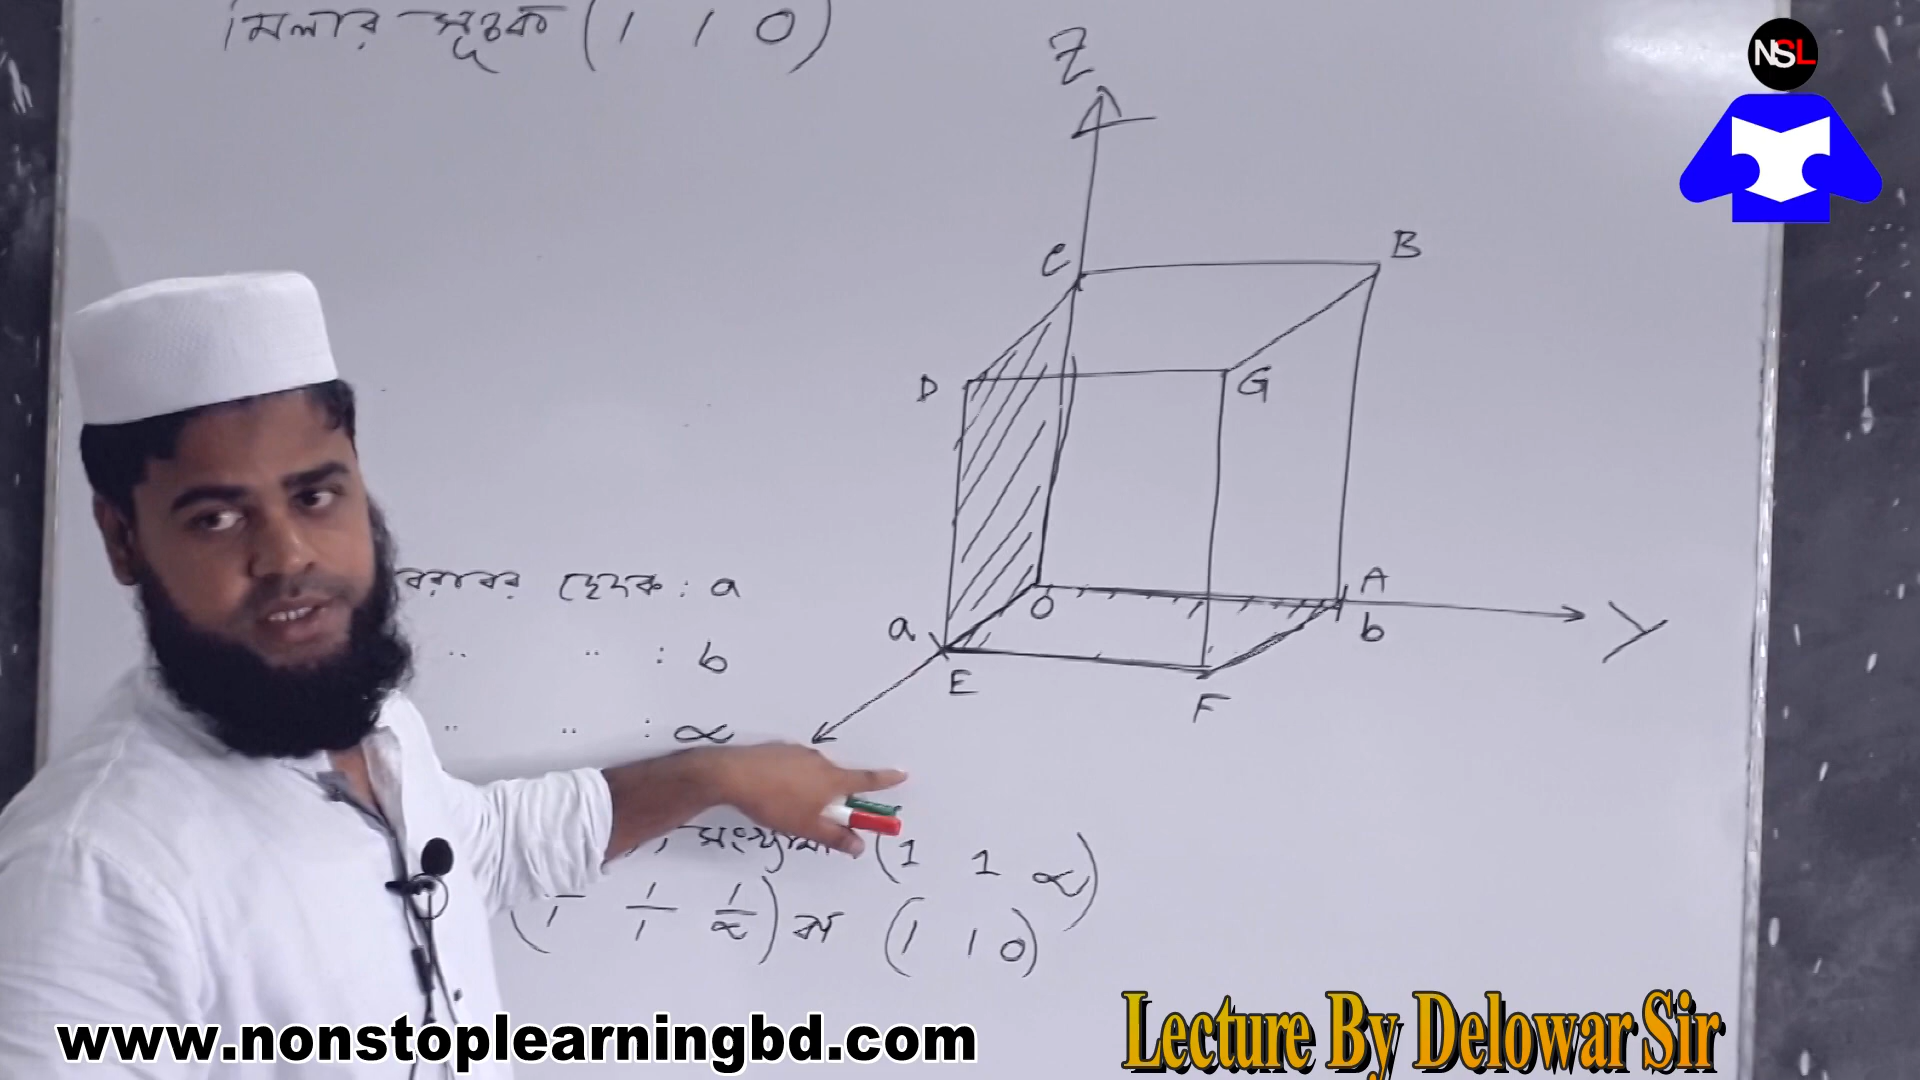 মিলার সূচক (1 1 0)
Z
NSL
C
B
D
G
বরাবর ছেদক : a
O
A
b
Y
a
E
F
" " : b
" " : α
সংখ্যা (1 1 α)
(1/1 1/1 1/α) বা (1 1 0)
www.nonstoplearningbd.com
Lecture By Delowar Sir